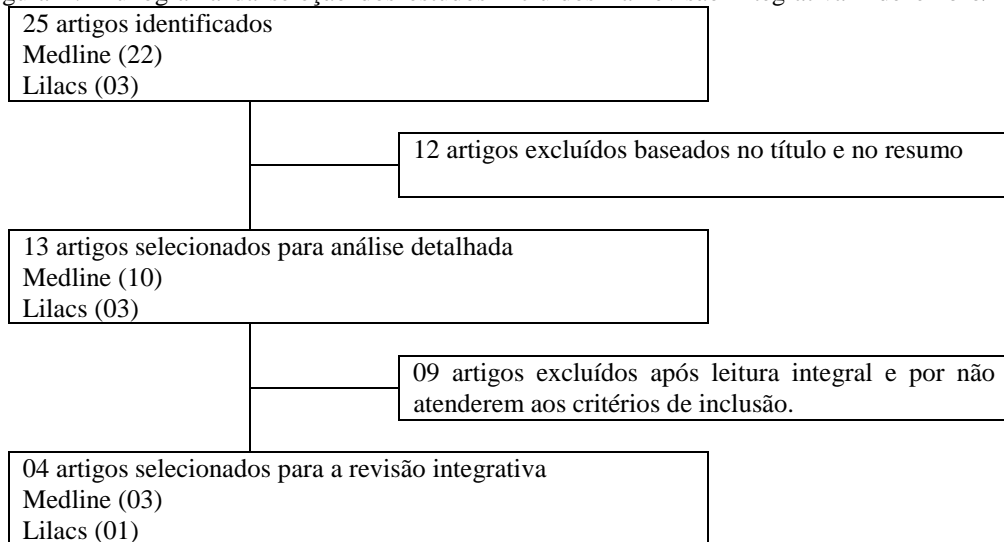 25 artigos identificados
Medline (22)
Lilacs (03)
12 artigos excluídos baseados no título e no resumo
13 artigos selecionados para análise detalhada
Medline (10)
Lilacs (03)
09 artigos excluídos após leitura integral e por não
atenderem aos critérios de inclusão.
04 artigos selecionados para a revisão integrativa
Medline (03)
Lilacs (01)